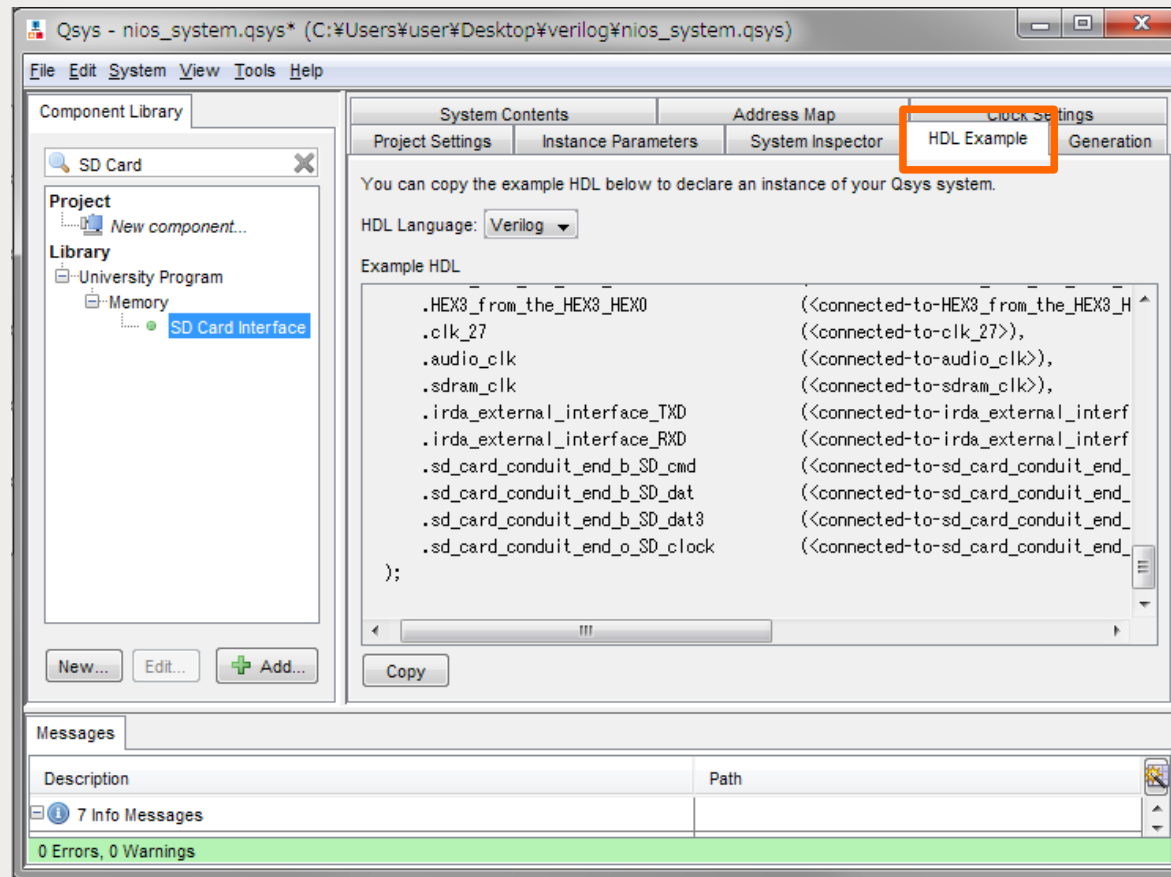 Qsys - nios_system.qsys* (C:¥Users¥user¥Desktop¥verilog¥nios_system.qsys)
File Edit System View Tools Help
Component Library
SD Card
Project
New component...
Library
University Program
Memory
SD Card Interface
New... Edit... Add...
System Contents Address Map Clock Settings
Project Settings Instance Parameters System Inspector HDL Example Generation
You can copy the example HDL below to declare an instance of your Qsys system.
HDL Language: Verilog
Example HDL
.HEX3_from_the_HEX3_HEX0 (<connected-to-HEX3_from_the_HEX3_H
.clk_27 (<connected-to-clk_27>),
.audio_clk (<connected-to-audio_clk>),
.sdram_clk (<connected-to-sdram_clk>),
.irda_external_interface_TXD (<connected-to-irda_external_interf
.irda_external_interface_RXD (<connected-to-irda_external_interf
.sd_card_conduit_end_b_SD_cmd (<connected-to-sd_card_conduit_end_
.sd_card_conduit_end_b_SD_dat (<connected-to-sd_card_conduit_end_
.sd_card_conduit_end_b_SD_dat3 (<connected-to-sd_card_conduit_end_
.sd_card_conduit_end_o_SD_clock (<connected-to-sd_card_conduit_end_
);
Copy
Messages
Description Path
7 Info Messages
0 Errors, 0 Warnings